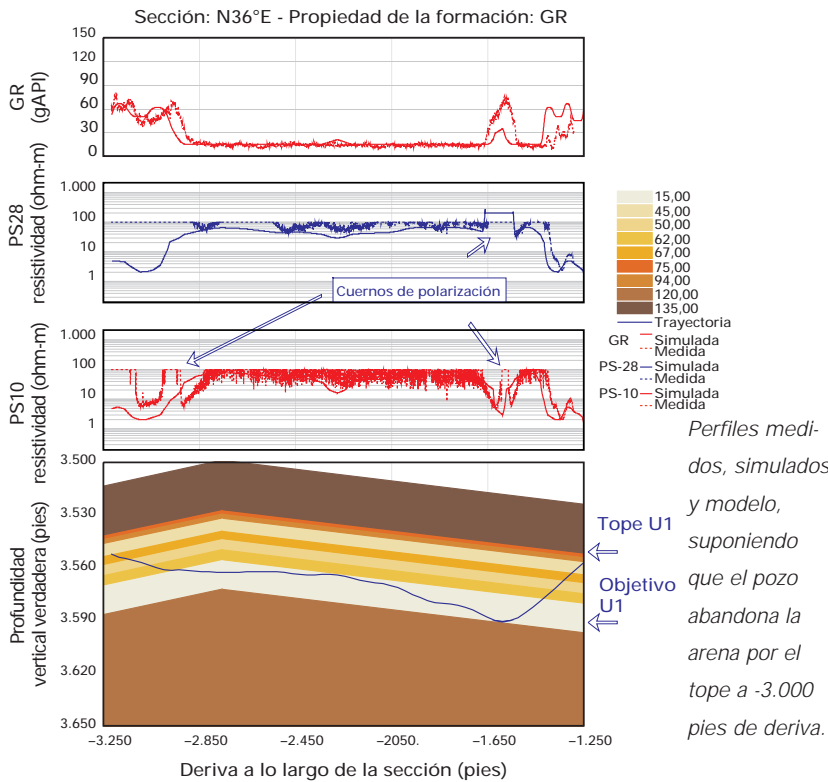 Sección: N36°E - Propiedad de la formación: GR
GR
(gAPI)
150
120
90
60
30
0
PS28
resistividad (ohm-m)
1.000
100
10
1
Cuernos de polarización
PS10
resistividad (ohm-m)
1.000
100
10
1
15,00
45,00
50,00
62,00
67,00
75,00
94,00
120,00
135,00
Trayectoria
GR Simulada
Medida
PS-28 Simulada
Medida
PS-10 Simulada
Medida
Profundidad
vertical verdadera (pies)
3.500
3.530
3.560
3.590
3.620
3.650
Tope U1
Objetivo
U1
−3.250 −2.850 −2.450 −2050. −1.650 −1.250
Deriva a lo largo de la sección (pies)
Perfiles medi-
dos, simulados
y modelo,
suponiendo
que el pozo
abandona la
arena por el
tope a -3.000
pies de deriva.